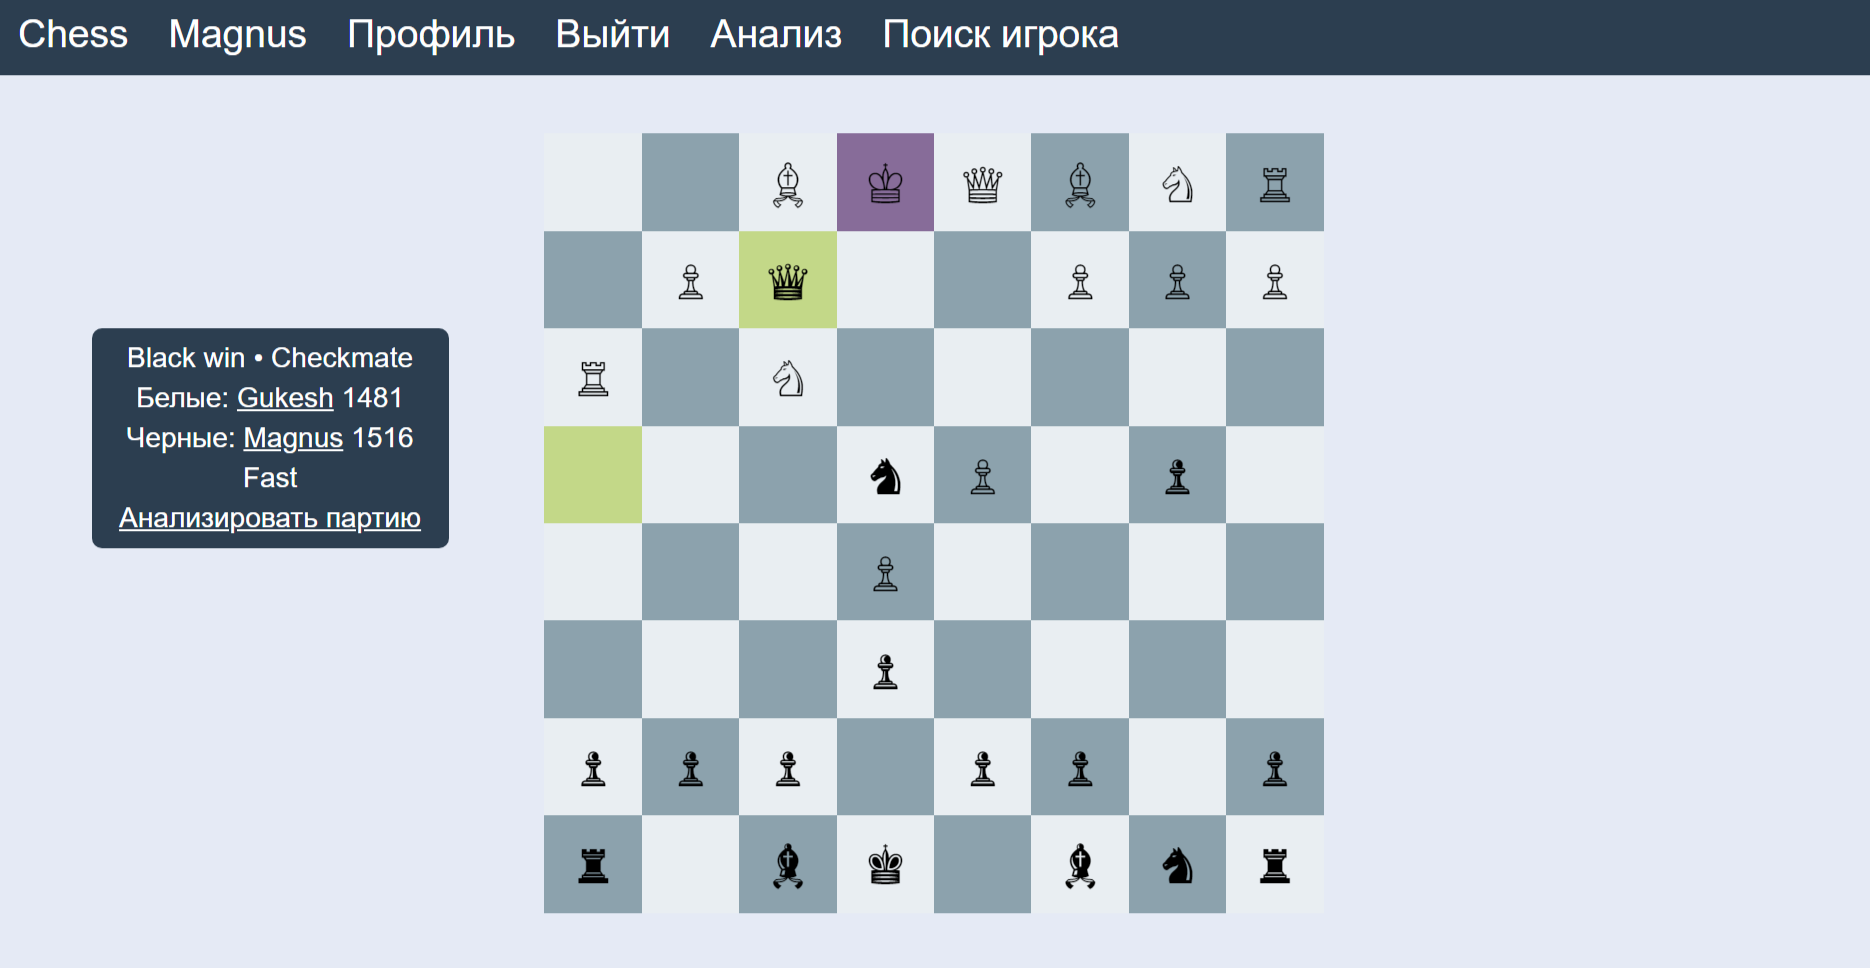 Chess Magnus Профиль Выйти Анализ Поиск игрока
Black win • Checkmate
Белые: Gukesh 1481
Черные: Magnus 1516
Fast
Анализировать партию